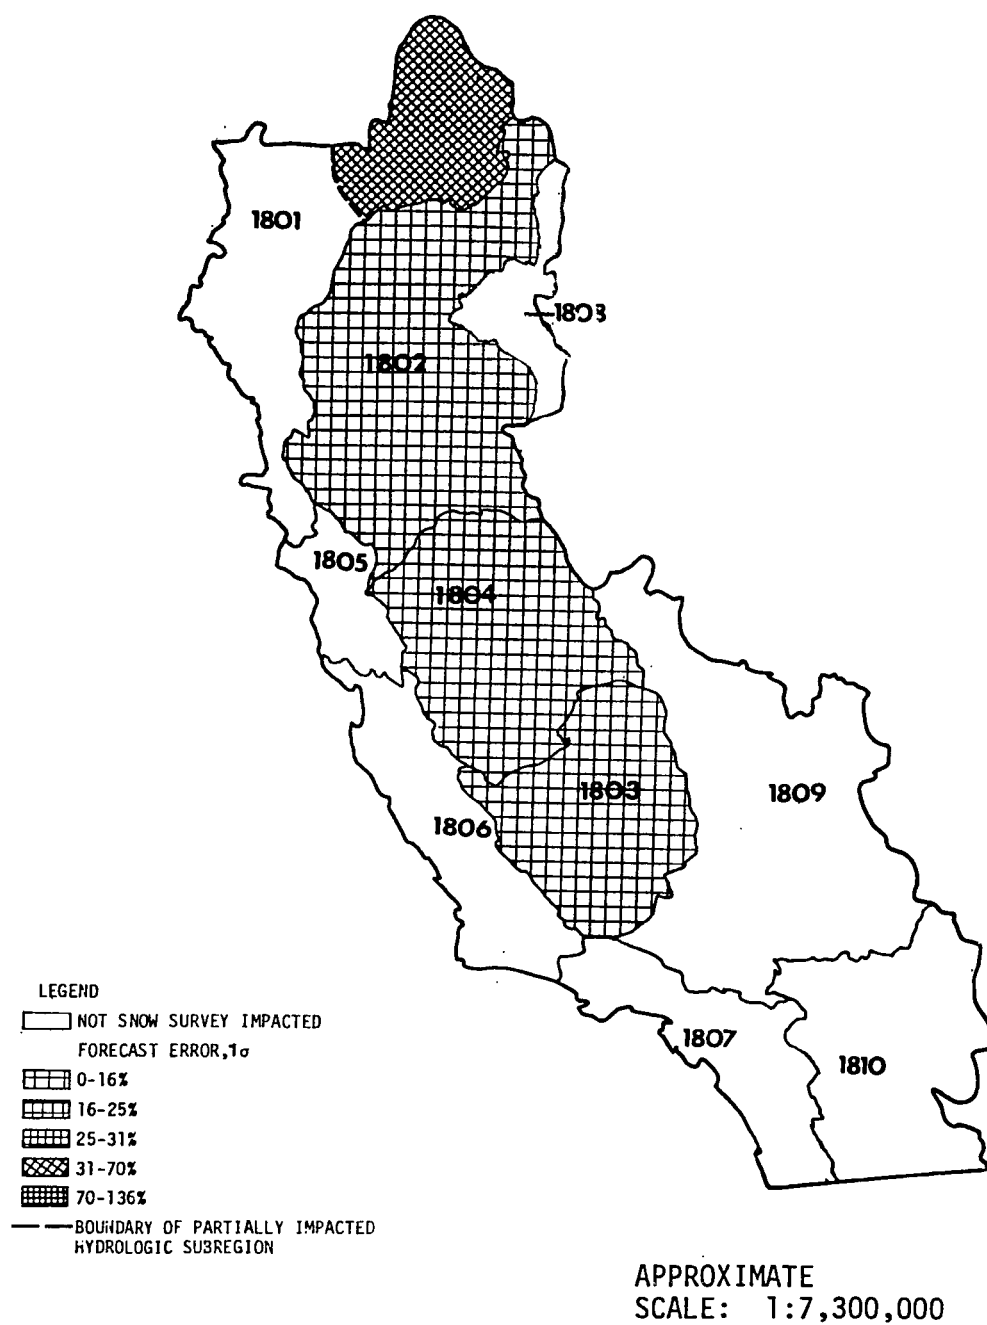 1801
1808
1802
1805
1804
1803
1809
1806
1807
1810
LEGEND
NOT SNOW SURVEY IMPACTED
FORECAST ERROR,1σ
0-16%
16-25%
25-31%
31-70%
70-136%
BOUNDARY OF PARTIALLY IMPACTED
HYDROLOGIC SUBREGION
APPROXIMATE
SCALE: 1:7,300,000